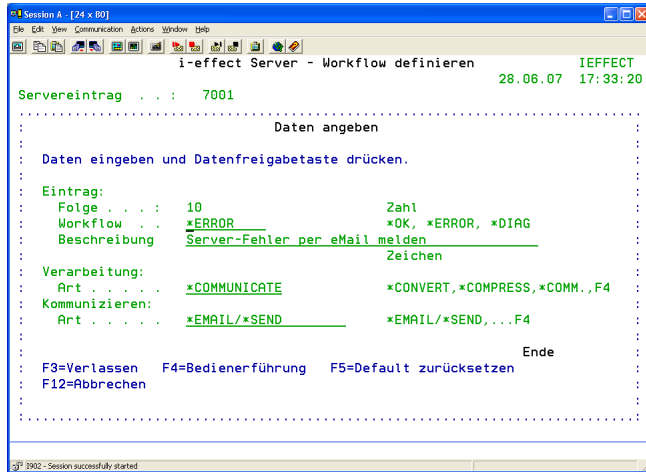 Session A - [24 x 80]
File Edit View Communication Actions Window Help
i-effect Server - Workflow definieren IEFFECT
28.06.07 17:33:20
Servereintrag . . : 7001
Daten angeben
Daten eingeben und Datenfreigabetaste drücken.
Eintrag:
Folge . . . : 10 Zahl
Workflow . . *ERROR *OK, *ERROR, *DIAG
Beschreibung Server-Fehler per eMail melden
Zeichen
Verarbeitung:
Art . . . . . *COMMUNICATE *CONVERT,*COMPRESS,*COMM.,F4
Kommunizieren:
Art . . . . . *EMAIL/*SEND *EMAIL/*SEND,...F4
Ende
F3=Verlassen F4=Bedienerführung F5=Default zurücksetzen
F12=Abbrechen
I902 - Session successfully started